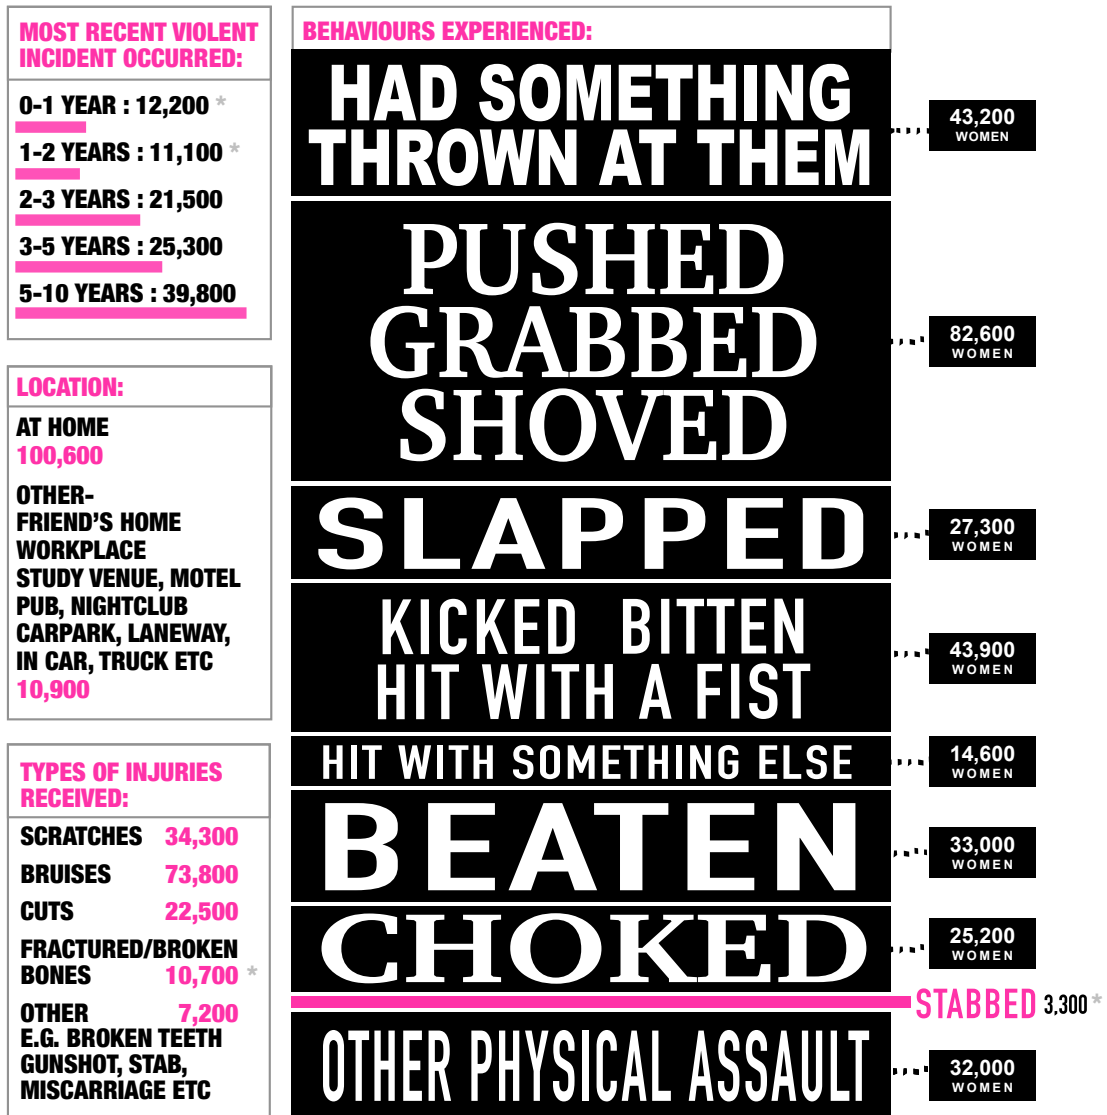 MOST RECENT VIOLENT
INCIDENT OCCURRED:
0-1 YEAR : 12,200 *
1-2 YEARS : 11,100 *
2-3 YEARS : 21,500
3-5 YEARS : 25,300
5-10 YEARS : 39,800
LOCATION:
AT HOME
100,600
OTHER-
FRIEND'S HOME
WORKPLACE
STUDY VENUE, MOTEL
PUB, NIGHTCLUB
CARPARK, LANEWAY,
IN CAR, TRUCK ETC
10,900
TYPES OF INJURIES
RECEIVED:
SCRATCHES 34,300
BRUISES 73,800
CUTS 22,500
FRACTURED/BROKEN
BONES 10,700 *
OTHER 7,200
E.G. BROKEN TEETH
GUNSHOT, STAB,
MISCARRIAGE ETC
BEHAVIOURS EXPERIENCED:
HAD SOMETHING
THROWN AT THEM
43,200
WOMEN
PUSHED
GRABBED
SHOVED
82,600
WOMEN
SLAPPED
27,300
WOMEN
KICKED BITTEN
HIT WITH A FIST
43,900
WOMEN
HIT WITH SOMETHING ELSE
14,600
WOMEN
BEATEN
33,000
WOMEN
CHOKED
25,200
WOMEN
STABBED 3,300 *
OTHER PHYSICAL ASSAULT
32,000
WOMEN